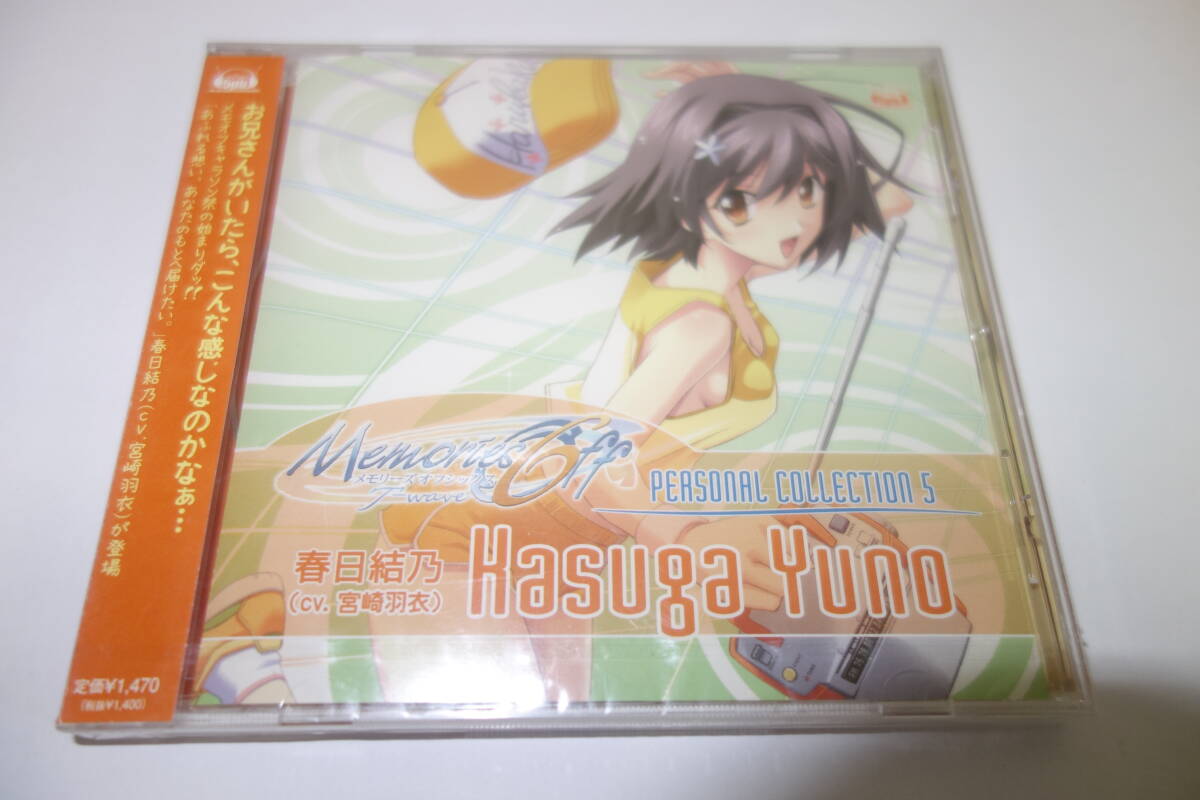 お兄さんがいたら、こんな感じなのかなぁ…
メモオフキャラソン祭の始まりダッ!!
「あふれる想い、あなたのもとへ届けたい。」春日結乃(cv.宮崎羽衣)が登場
定価¥1,470
(税抜¥1,400)
Memories Off 6
メモリーズオフシックス
T-wave
PERSONAL COLLECTION 5
春日結乃
(cv. 宮崎羽衣)
Kasuga Yuno